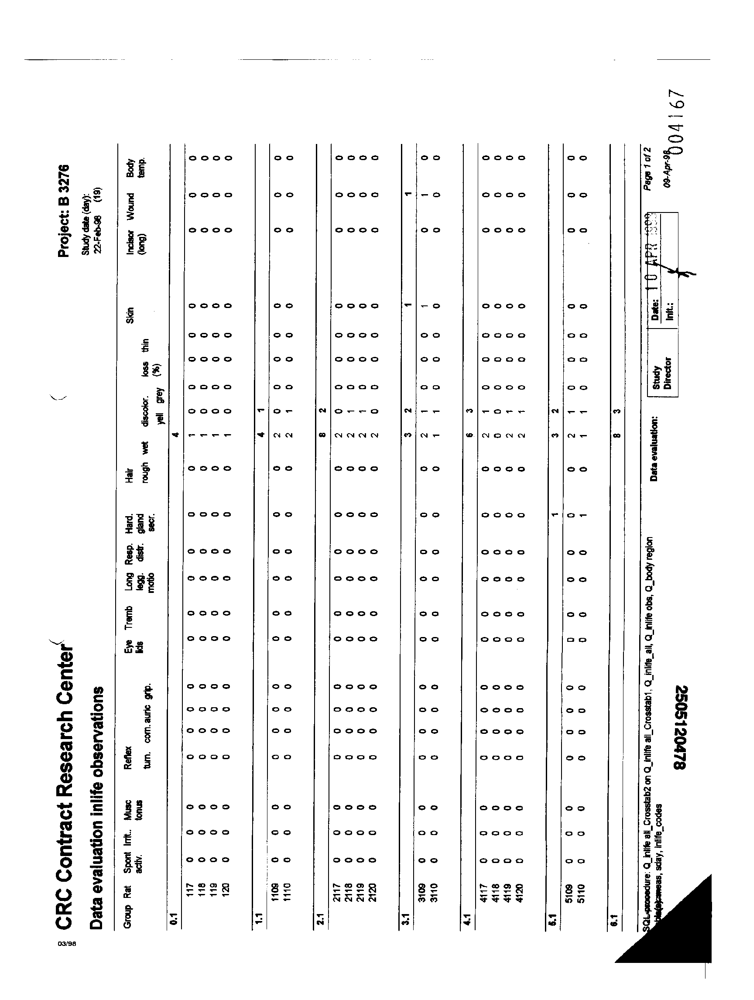 CRC Contract Research Center
Project: B 3276
Data evaluation inlife observations
Study date (day):
22-Feb-98 (19)
Group Rat Spont Irrit.. Musc Reflex Eye Tremb Long Resp. Hard. Hair discolor. loss thin Skin Incisor Wound Body
activ. tonus turn. corn. auric grip. lids legg. distr. gland rough wet yell grey (%) (long) temp.
motio secr.
0.1 4
117 0 0 0 0 0 0 0 0 0 0 0 0 0 1 0 0 0 0 0 0 0 0
118 0 0 0 0 0 0 0 0 0 0 0 0 0 1 0 0 0 0 0 0 0 0
119 0 0 0 0 0 0 0 0 0 0 0 0 0 1 0 0 0 0 0 0 0 0
120 0 0 0 0 0 0 0 0 0 0 0 0 0 1 0 0 0 0 0 0 0 0
1.1 4 1
1109 0 0 0 0 0 0 0 0 0 0 0 0 0 2 0 0 0 0 0 0 0 0
1110 0 0 0 0 0 0 0 0 0 0 0 0 0 2 1 0 0 0 0 0 0 0
2.1 8 2
2117 0 0 0 0 0 0 0 0 0 0 0 0 0 2 0 0 0 0 0 0 0 0
2118 0 0 0 0 0 0 0 0 0 0 0 0 0 2 1 0 0 0 0 0 0 0
2119 0 0 0 0 0 0 0 0 0 0 0 0 0 2 1 0 0 0 0 0 0 0
2120 0 0 0 0 0 0 0 0 0 0 0 0 0 2 0 0 0 0 0 0 0 0
3.1 3 2 1 1
3109 0 0 0 0 0 0 0 0 0 0 0 0 0 2 1 0 0 0 1 0 1 0
3110 0 0 0 0 0 0 0 0 0 0 0 0 0 1 1 0 0 0 0 0 0 0
4.1 6 3
4117 0 0 0 0 0 0 0 0 0 0 0 0 0 2 1 0 0 0 0 0 0 0
4118 0 0 0 0 0 0 0 0 0 0 0 0 0 0 0 0 0 0 0 0 0 0
4119 0 0 0 0 0 0 0 0 0 0 0 0 0 2 1 0 0 0 0 0 0 0
4120 0 0 0 0 0 0 0 0 0 0 0 0 0 2 1 0 0 0 0 0 0 0
5.1 1 3 2
5109 0 0 0 0 0 0 0 0 0 0 0 0 0 2 1 0 0 0 0 0 0 0
5110 0 0 0 0 0 0 0 0 0 0 0 1 0 1 1 0 0 0 0 0 0 0
6.1 8 3
SQL-procedure: Q_inlife all_Crosstab2 on Q_inlife all_Crosstab1, Q_inlife_all, Q_inlife obs, Q_body region
sday, inlife_codes
Data evaluation:
Study Director
Date: 10 APR
Init.:
Page 1 of 2
09-Apr-98
004167
2505120478
03/98